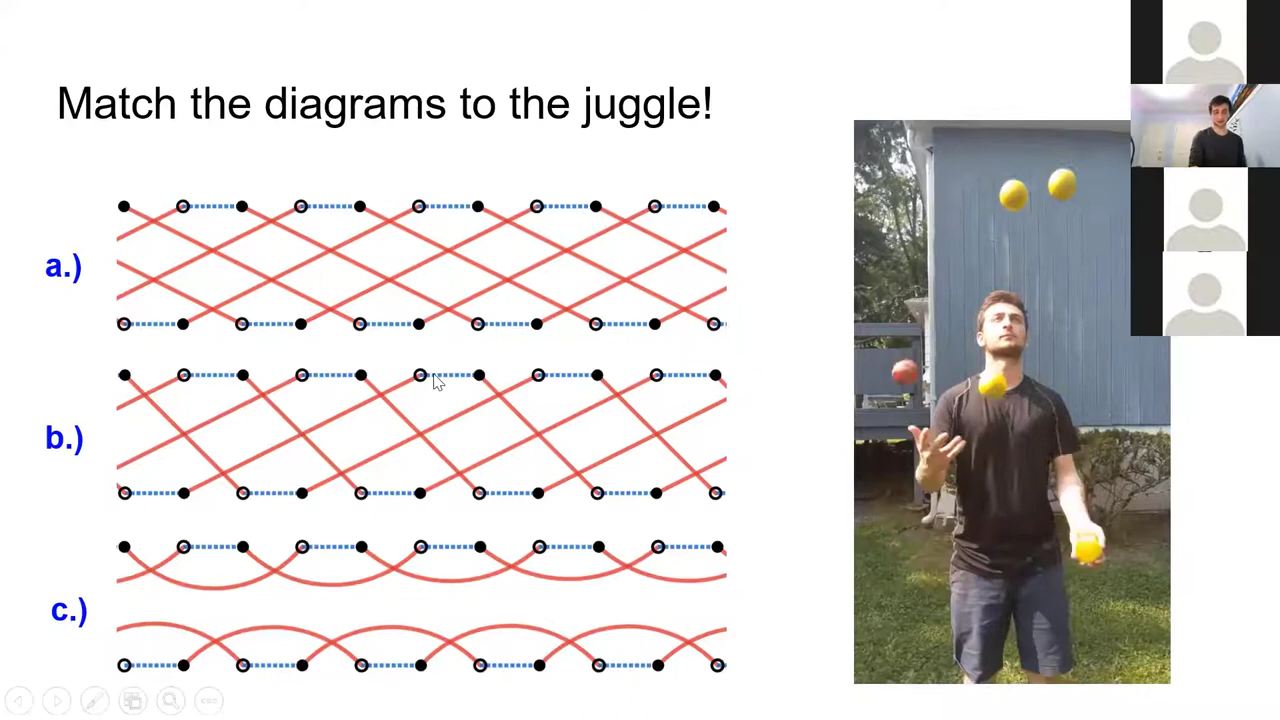 Match the diagrams to the juggle!
a.)
b.)
c.)